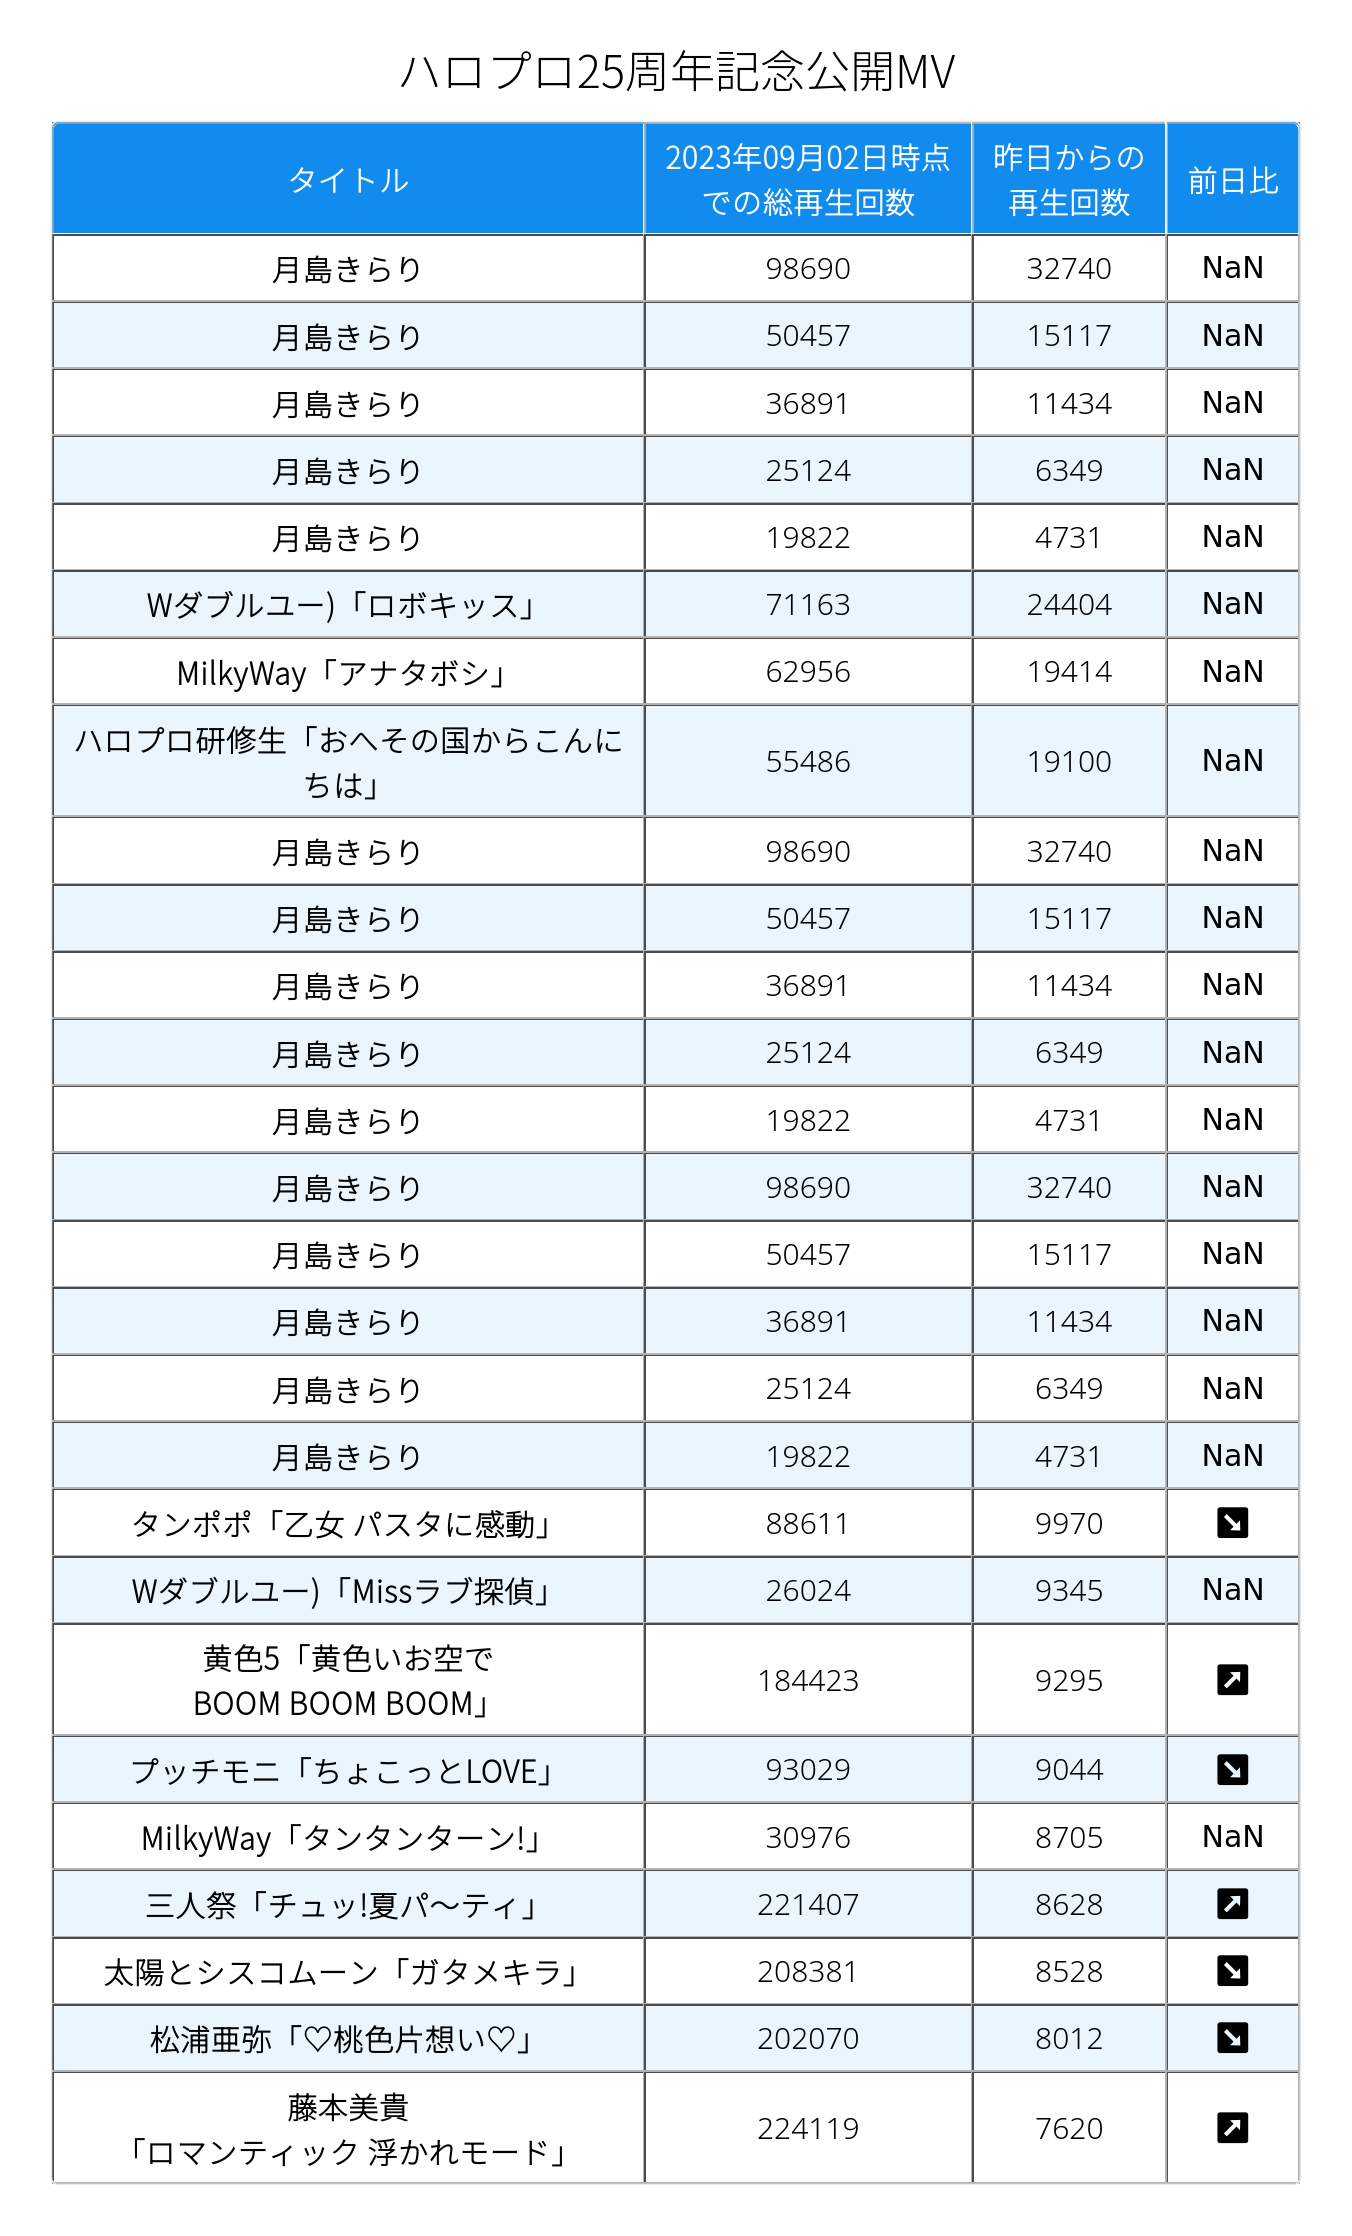 ハロプロ25周年記念公開MV
タイトル 2023年09月02日時点 昨日からの 前日比
での総再生回数 再生回数
月島きらり 98690 32740 NaN
月島きらり 50457 15117 NaN
月島きらり 36891 11434 NaN
月島きらり 25124 6349 NaN
月島きらり 19822 4731 NaN
Wダブルユー)「ロボキッス」 71163 24404 NaN
MilkyWay「アナタボシ」 62956 19414 NaN
ハロプロ研修生「おへその国からこんに 55486 19100 NaN
ちは」
月島きらり 98690 32740 NaN
月島きらり 50457 15117 NaN
月島きらり 36891 11434 NaN
月島きらり 25124 6349 NaN
月島きらり 19822 4731 NaN
月島きらり 98690 32740 NaN
月島きらり 50457 15117 NaN
月島きらり 36891 11434 NaN
月島きらり 25124 6349 NaN
月島きらり 19822 4731 NaN
タンポポ「乙女 パスタに感動」 88611 9970 ↘
Wダブルユー)「Missラブ探偵」 26024 9345 NaN
黄色5「黄色いお空で 184423 9295 ↗
BOOM BOOM BOOM」
プッチモニ「ちょこっとLOVE」 93029 9044 ↘
MilkyWay「タンタンターン!」 30976 8705 NaN
三人祭「チュッ!夏パ〜ティ」 221407 8628 ↗
太陽とシスコムーン「ガタメキラ」 208381 8528 ↘
松浦亜弥「♡桃色片想い♡」 202070 8012 ↘
藤本美貴 224119 7620 ↗
「ロマンティック 浮かれモード」